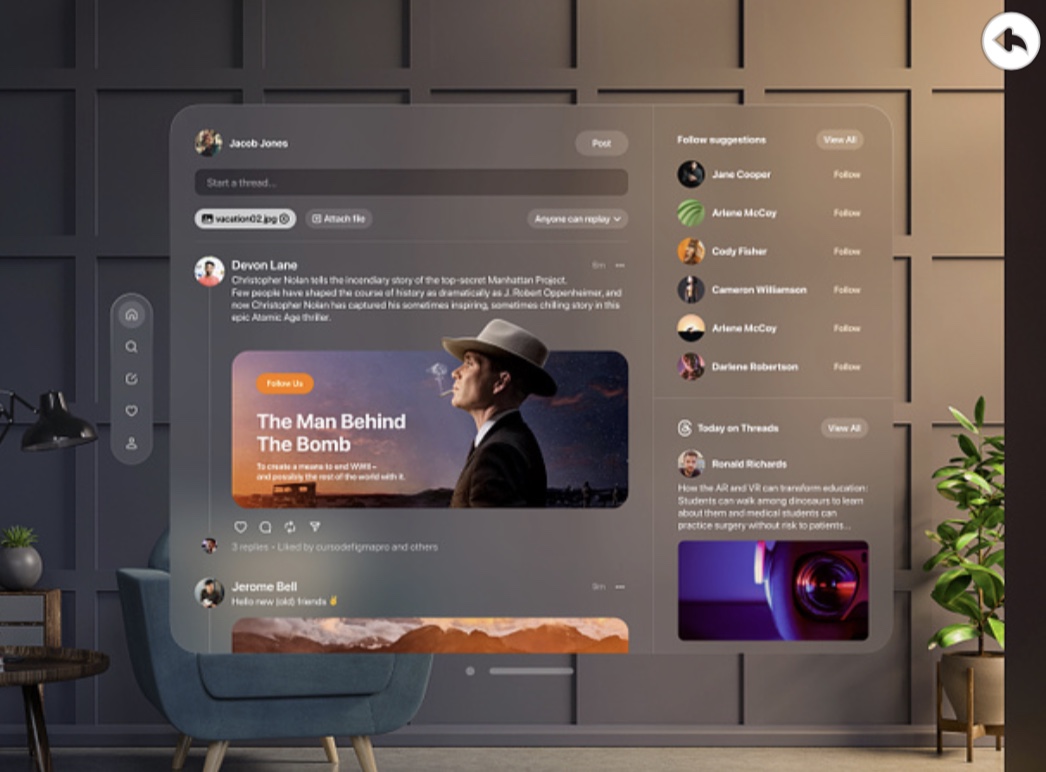 Jacob Jones
Post
Start a thread...
vacation02.jpg
Attach file
Anyone can replay
Devon Lane
6m
Christopher Nolan tells the incendiary story of the top-secret Manhattan Project.
Few people have shaped the course of history as dramatically as J. Robert Oppenheimer, and
now Christopher Nolan has captured his sometimes inspiring, sometimes chilling story in this
epic Atomic Age thriller.
Follow Us
The Man Behind
The Bomb
To create a means to end WWII –
and possibly the rest of the world with it.
3 replies • Liked by cursodefigmapro and others
Jerome Bell
9m
Hello new (old) friends ✌
Follow suggestions
View All
Jane Cooper
Follow
Arlene McCoy
Follow
Cody Fisher
Follow
Cameron Williamson
Follow
Arlene McCoy
Follow
Darlene Robertson
Follow
Today on Threads
View All
Ronald Richards
How the AR and VR can transform education:
Students can walk among dinosaurs to learn
about them and medical students can
practice surgery without risk to patients...